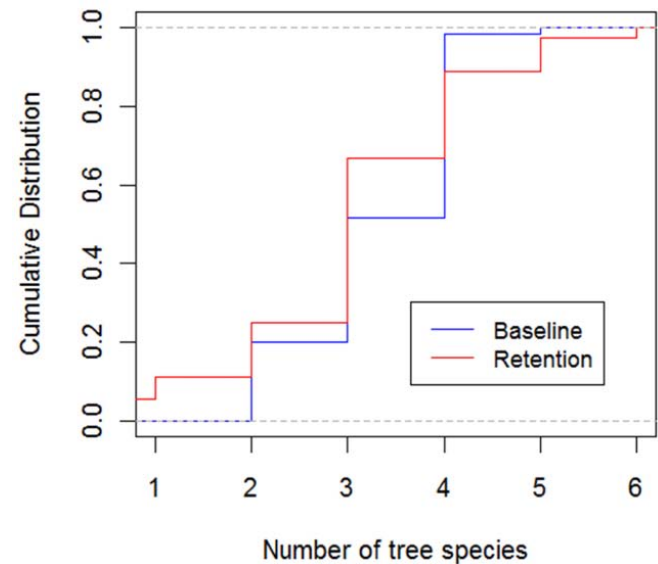 1.0
0.8
0.6
0.4
0.2
0.0
Cumulative Distribution
Baseline
Retention
1 2 3 4 5 6
Number of tree species